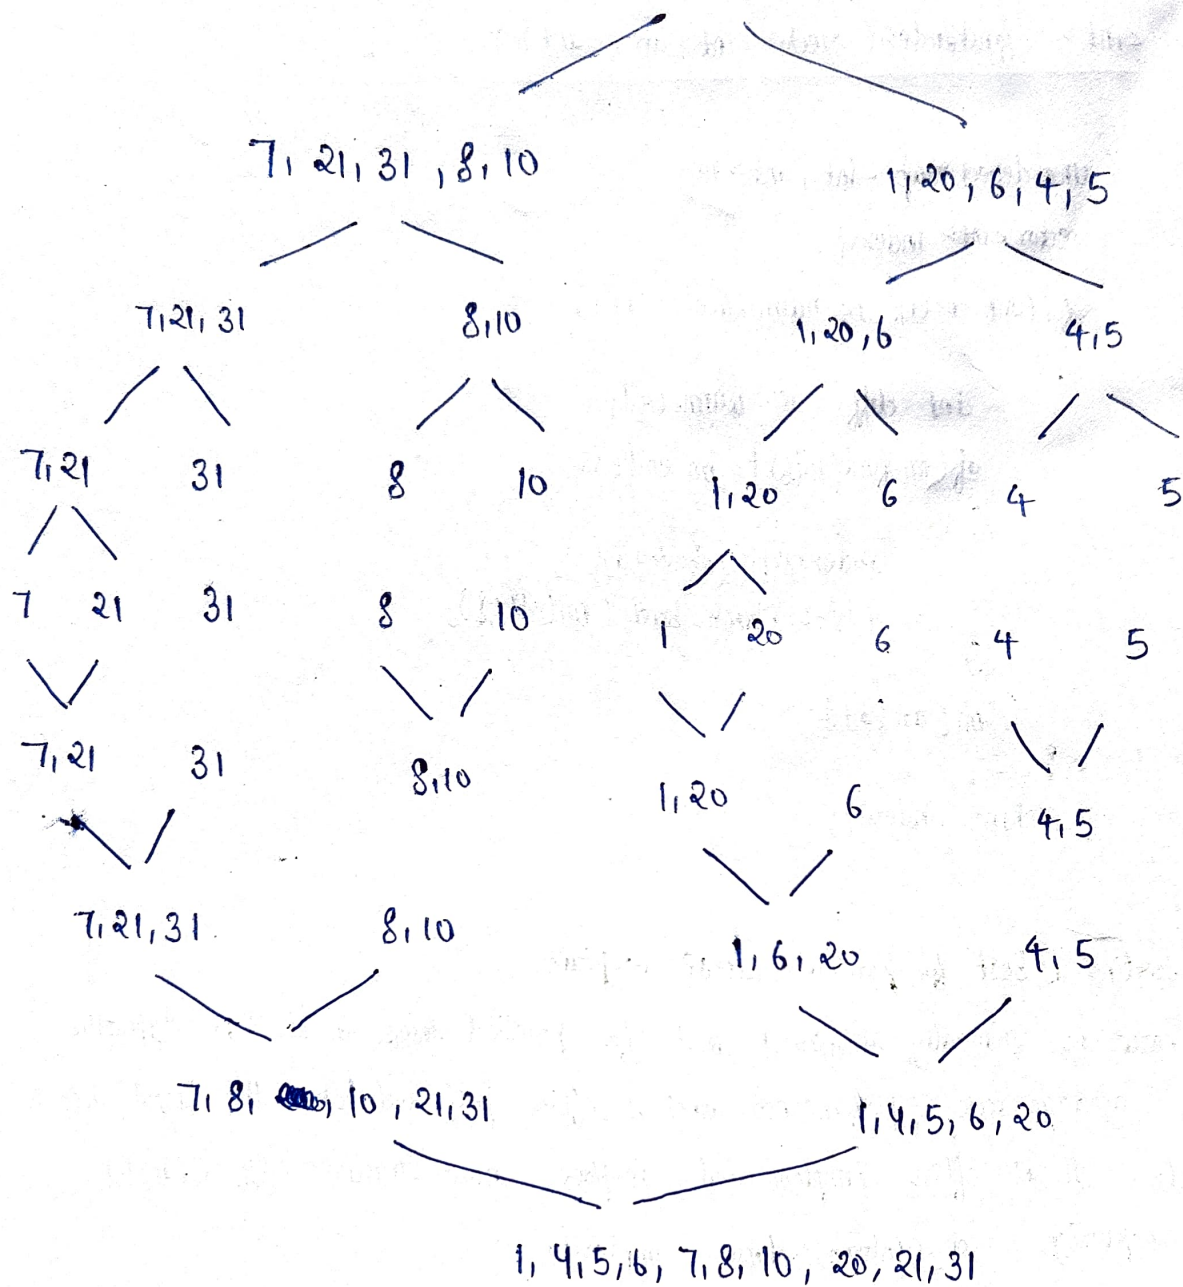 7, 21, 31, 8, 10 1, 20, 6, 4, 5
7, 21, 31 8, 10 1, 20, 6 4, 5
7, 21 31 8 10 1, 20 6 4 5
7 21 31 8 10 1 20 6 4 5
7, 21 31 8, 10 1, 20 6 4, 5
7, 21, 31 8, 10 1, 6, 20 4, 5
7, 8, 10, 21, 31 1, 4, 5, 6, 20
1, 4, 5, 6, 7, 8, 10, 20, 21, 31